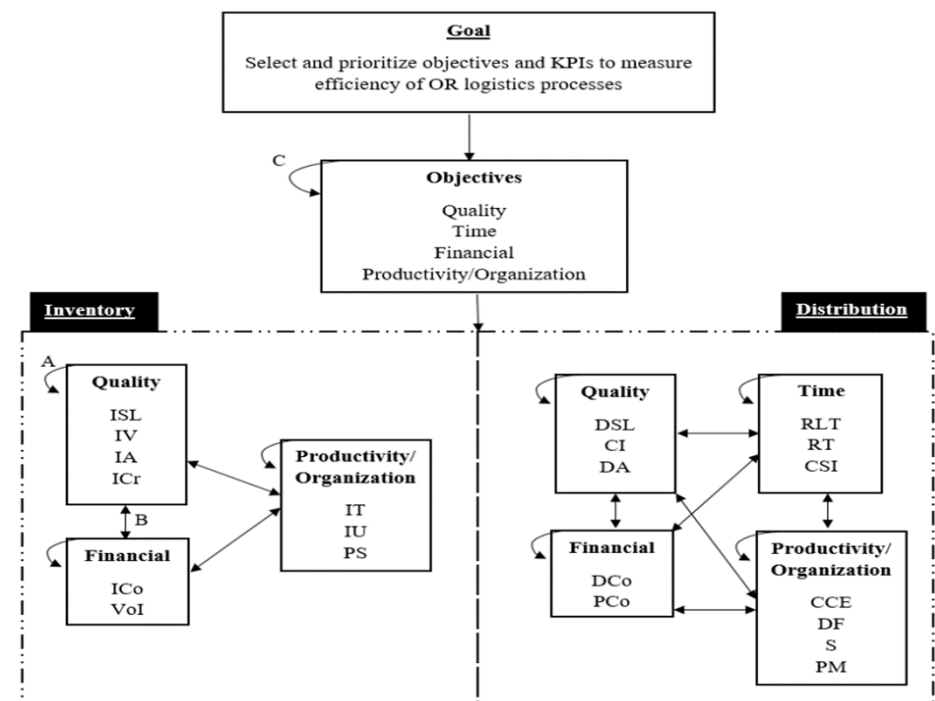 Goal
Select and prioritize objectives and KPIs to measure
efficiency of OR logistics processes
C
Objectives
Quality
Time
Financial
Productivity/Organization
Inventory
A
Quality
ISL
IV
IA
ICr
B
Financial
ICo
VoI
Productivity/
Organization
IT
IU
PS
Distribution
Quality
DSL
CI
DA
Time
RLT
RT
CSI
Financial
DCo
PCo
Productivity/
Organization
CCE
DF
S
PM